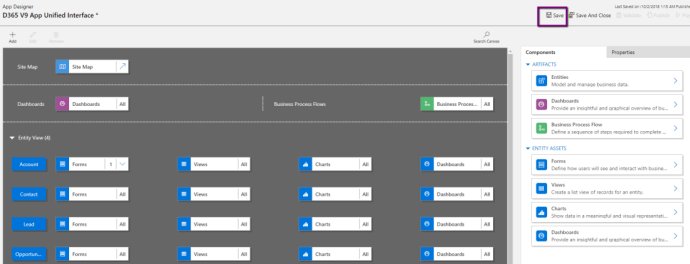 App Designer
D365 V9 App Unified Interface *
Last Saved on 10/2/2018 1:15 AM Publishe
Save
Save And Close
Validate
Publish
Add
Edit
Search Canvas
Site Map
Site Map
Dashboards
Dashboards All
Business Process Flows
Business Proces... All
Entity View (4)
Account
Forms 1
Views All
Charts All
Dashboards All
Contact
Forms All
Views All
Charts All
Dashboards All
Lead
Forms All
Views All
Charts All
Dashboards All
Opportun...
Forms All
Views All
Charts All
Dashboards All
Components
Properties
ARTIFACTS
Entities
Model and manage business data.
Dashboards
Provide an insightful and graphical overview of bu...
Business Process Flow
Define a sequence of steps required to complete ...
ENTITY ASSETS
Forms
Define how users will see and interact with busine...
Views
Create a list view of records for an entity.
Charts
Show data in a meaningful and visual representati...
Dashboards
Provide an insightful and graphical overview of bu...